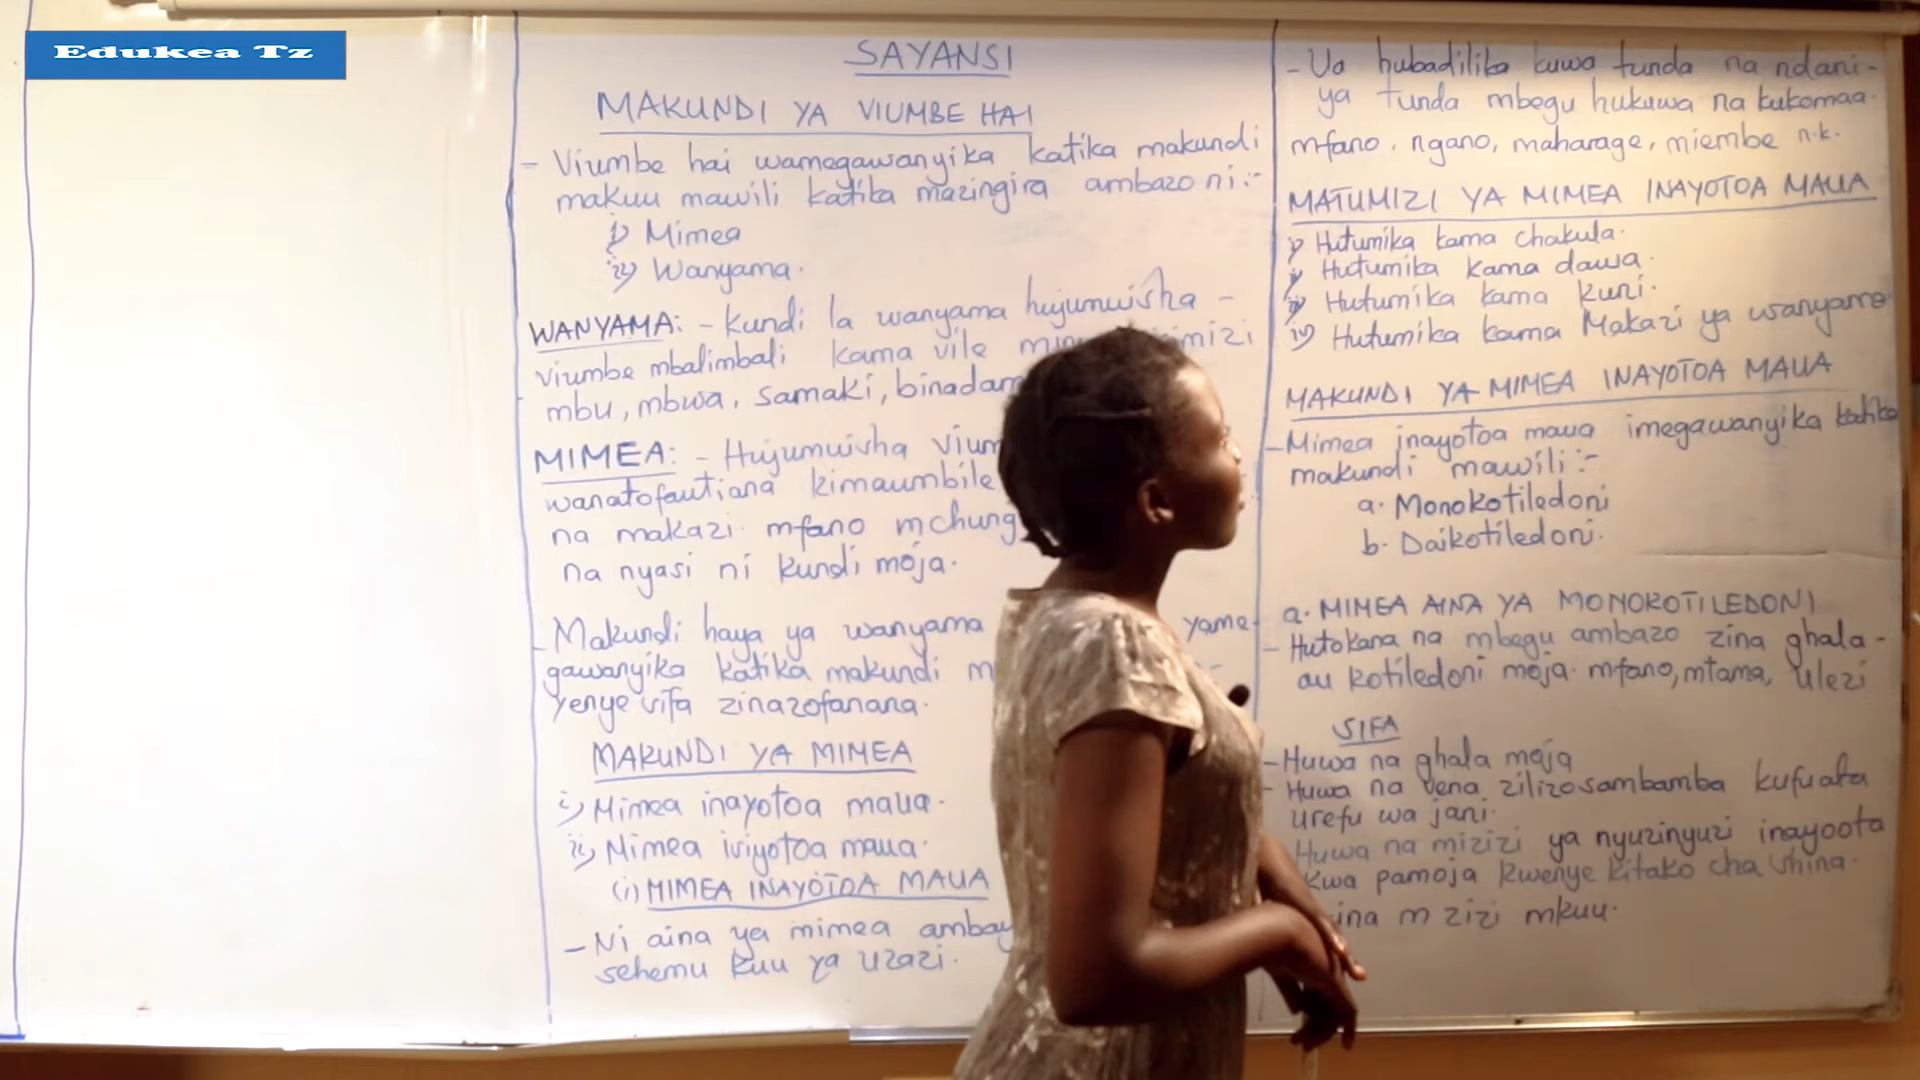 Edukea Tz
SAYANSI
MAKUNDI YA VIUMBE HAI
- Viumbe hai wamegawanyika katika makundi
makuu mawili katika mazingira ambazo ni:-
i) Mimea
ii) Wanyama.
WANYAMA: - Kundi la wanyama hujumuisha -
viumbe mbalimbali kama vile
mbu, mbwa, samaki,
MIMEA: - Hujumuisha
wanatofautiana kimaumbile
na makazi. mfano
na nyasi ni kundi moja.
- Makundi haya ya wanyama yame-
gawanyika katika makundi
yenye sifa zinazofanana.
MAKUNDI YA MIMEA
i) Mimea inayotoa maua.
ii) Mimea isiyotoa maua.
(i) MIMEA INAYOTOA MAUA
- Ni aina ya mimea
sehemu kuu ya uzazi.
- Ua hubadilika kuwa tunda na ndani-
ya tunda mbegu hukuwa na kukomaa.
mfano, ngano, maharage, miembe n.k.
MATUMIZI YA MIMEA INAYOTOA MAUA
i) Hutumika kama chakula.
ii) Hutumika kama dawa.
iii) Hutumika kama kuni.
iv) Hutumika kama Makazi ya wanyama
MAKUNDI YA MIMEA INAYOTOA MAUA
- Mimea inayotoa maua imegawanyika katika
makundi mawili:-
a. Monokotiledoni
b. Daikotiledoni.
a. MIMEA AINA YA MONOKOTILEDONI
- Hutokana na mbegu ambazo zina ghala -
au kotiledoni moja. mfano, mtama, ulezi
SIFA
- Huwa na ghala moja
- Huwa na vena zilizosambamba kufuata
urefu wa jani.
Huwa na mizizi ya nyuzinyuzi inayoota
kwa pamoja kwenye kitako cha shina.
mzizi mkuu.